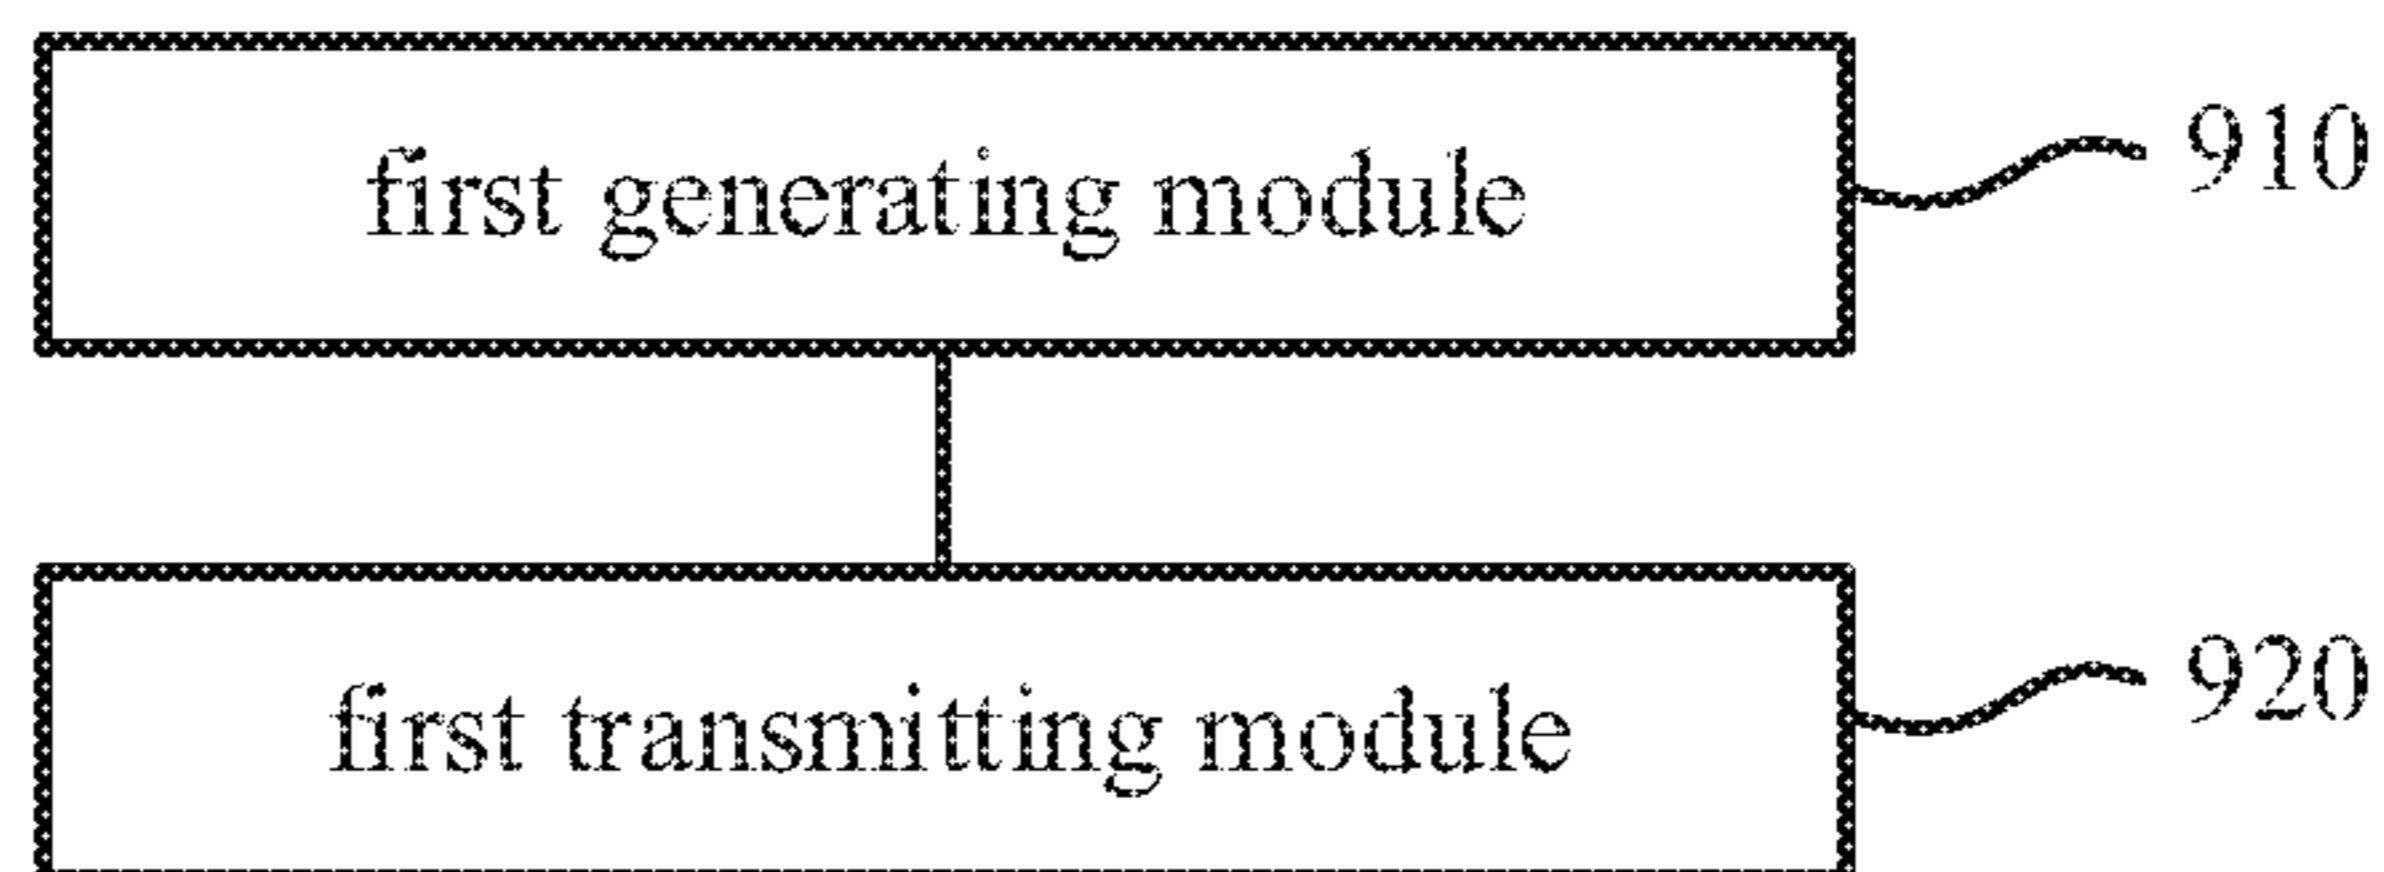 first generating module 910
first transmitting module 920